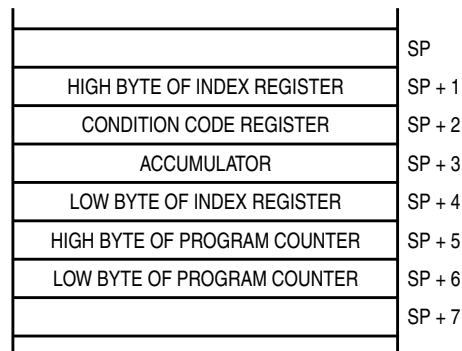 SP
HIGH BYTE OF INDEX REGISTER SP + 1
CONDITION CODE REGISTER SP + 2
ACCUMULATOR SP + 3
LOW BYTE OF INDEX REGISTER SP + 4
HIGH BYTE OF PROGRAM COUNTER SP + 5
LOW BYTE OF PROGRAM COUNTER SP + 6
SP + 7